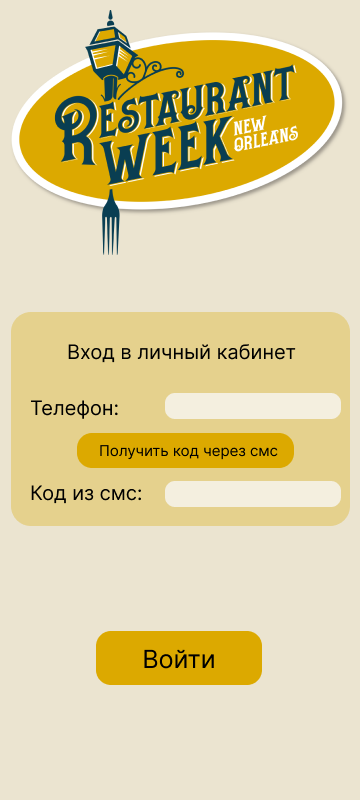 RESTAURANT
WEEK
NEW
ORLEANS
Вход в личный кабинет
Телефон:
Получить код через смс
Код из смс:
Войти